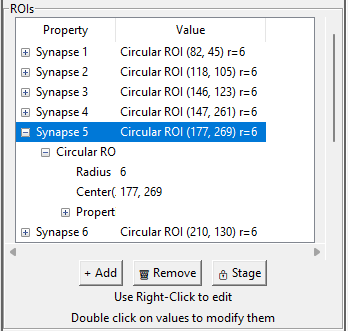 ROIs
Property Value
Synapse 1 Circular ROI (82, 45) r=6
Synapse 2 Circular ROI (118, 105) r=6
Synapse 3 Circular ROI (146, 123) r=6
Synapse 4 Circular ROI (147, 261) r=6
Synapse 5 Circular ROI (177, 269) r=6
Circular RO
Radius 6
Center( 177, 269
Propert
Synapse 6 Circular ROI (210, 130) r=6
+ Add Remove Stage
Use Right-Click to edit
Double click on values to modify them